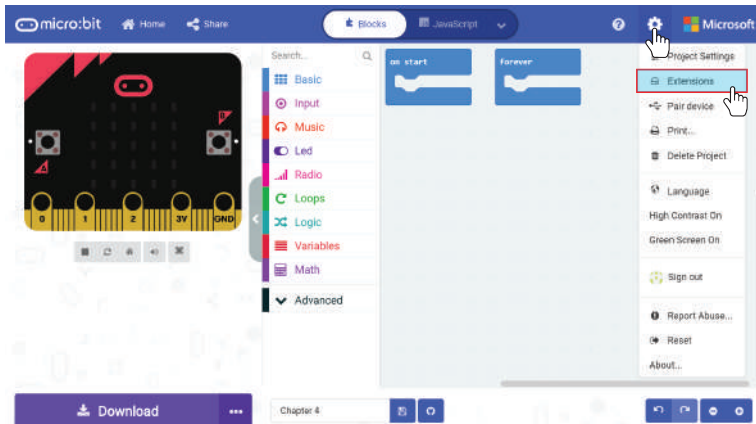 micro:bit Home Share Blocks JavaScript Microsoft
Search...
Basic
Input
Music
Led
Radio
Loops
Logic
Variables
Math
Advanced
on start
forever
Project Settings
Extensions
Pair device
Print...
Delete Project
Language
High Contrast On
Green Screen On
Sign out
Report Abuse...
Reset
About...
B
A
0 1 2 3V GND
Download
Chapter 4